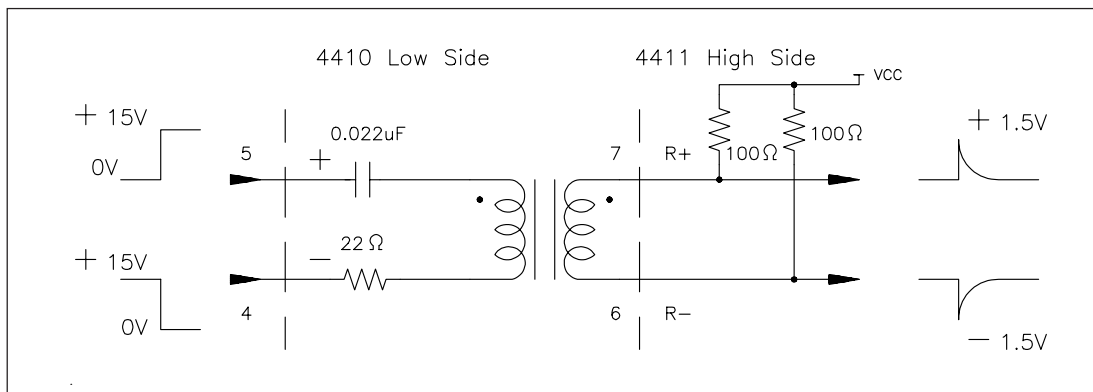 4410 Low Side
4411 High Side
VCC
+ 15V
0V
5
+
0.022uF
7
R+
100Ω
100Ω
+ 1.5V
+ 15V
0V
4
−
22Ω
6
R−
− 1.5V